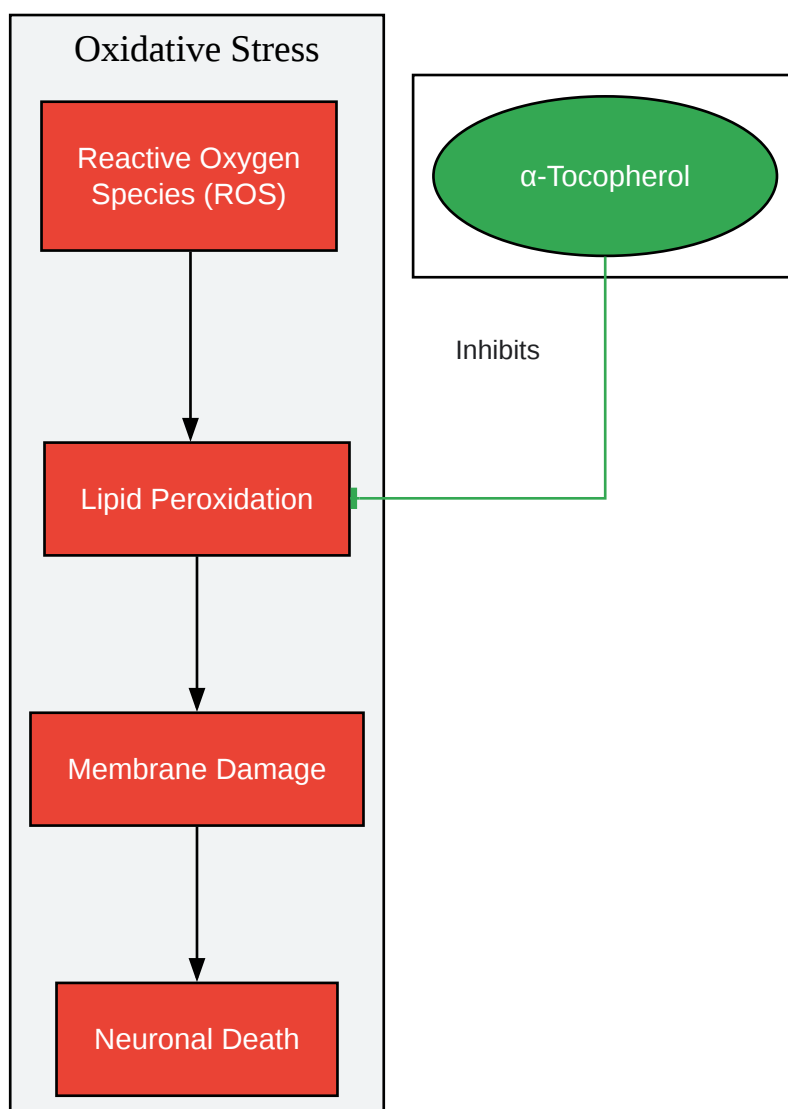 Oxidative Stress
Reactive Oxygen
Species (ROS)
α-Tocopherol
Inhibits
Lipid Peroxidation
Membrane Damage
Neuronal Death